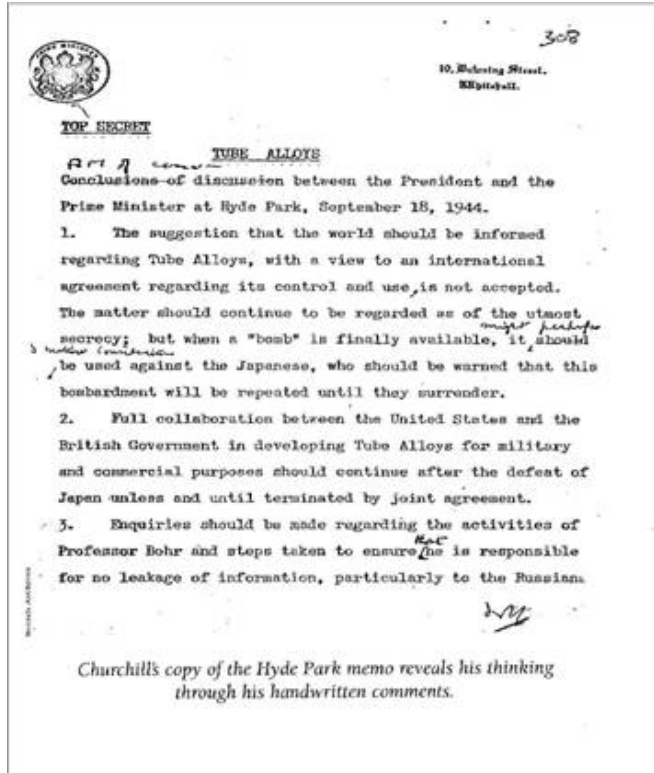 308
10, Downing Street,
Whitehall.
TOP SECRET
TUBE ALLOYS
Conclusions of discussion between the President and the
Prime Minister at Hyde Park, September 18, 1944.
1. The suggestion that the world should be informed
regarding Tube Alloys, with a view to an international
agreement regarding its control and use, is not accepted.
The matter should continue to be regarded as of the utmost
might perhaps
secrecy; but when a "bomb" is finally available, it should
be used against the Japanese, who should be warned that this
bombardment will be repeated until they surrender.
2. Full collaboration between the United States and the
British Government in developing Tube Alloys for military
and commercial purposes should continue after the defeat of
Japan unless and until terminated by joint agreement.
3. Enquiries should be made regarding the activities of
that
Professor Bohr and steps taken to ensure he is responsible
for no leakage of information, particularly to the Russians.
Churchill's copy of the Hyde Park memo reveals his thinking
through his handwritten comments.